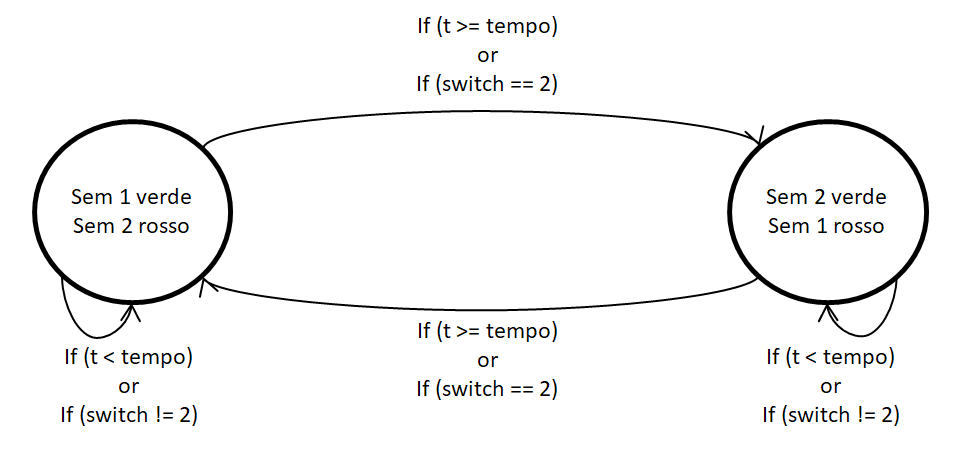 If (t >= tempo)
or
If (switch == 2)
Sem 1 verde
Sem 2 rosso
Sem 2 verde
Sem 1 rosso
If (t >= tempo)
or
If (switch == 2)
If (t < tempo)
or
If (switch != 2)
If (t < tempo)
or
If (switch != 2)